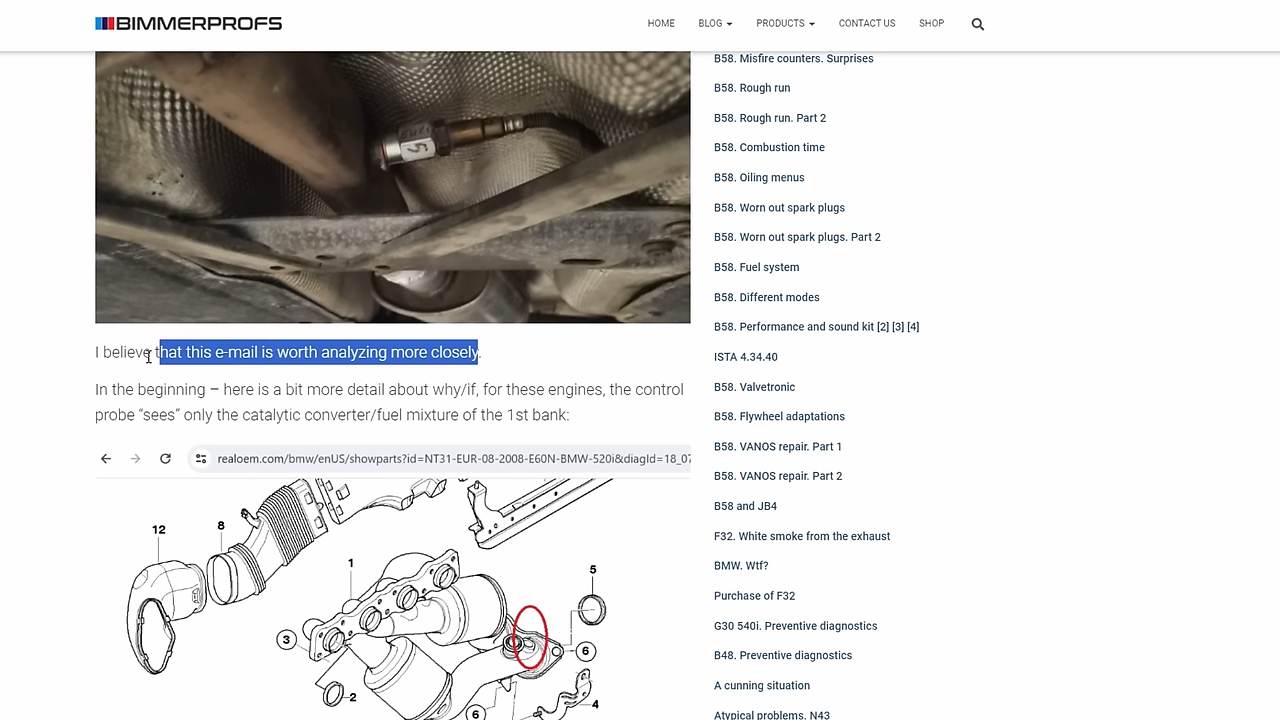 BIMMERPROFS
HOME
BLOG
PRODUCTS
CONTACT US
SHOP
I believe that this e-mail is worth analyzing more closely.
In the beginning – here is a bit more detail about why/if, for these engines, the control
probe “sees” only the catalytic converter/fuel mixture of the 1st bank:
realoem.com/bmw/enUS/showparts?id=NT31-EUR-08-2008-E60N-BMW-520i&diagId=18_07
12
8
1
5
3
6
2
4
6
B58. Misfire counters. Surprises
B58. Rough run
B58. Rough run. Part 2
B58. Combustion time
B58. Oiling menus
B58. Worn out spark plugs
B58. Worn out spark plugs. Part 2
B58. Fuel system
B58. Different modes
B58. Performance and sound kit [2] [3] [4]
ISTA 4.34.40
B58. Valvetronic
B58. Flywheel adaptations
B58. VANOS repair. Part 1
B58. VANOS repair. Part 2
B58 and JB4
F32. White smoke from the exhaust
BMW. Wtf?
Purchase of F32
G30 540i. Preventive diagnostics
B48. Preventive diagnostics
A cunning situation
Atypical problems. N43